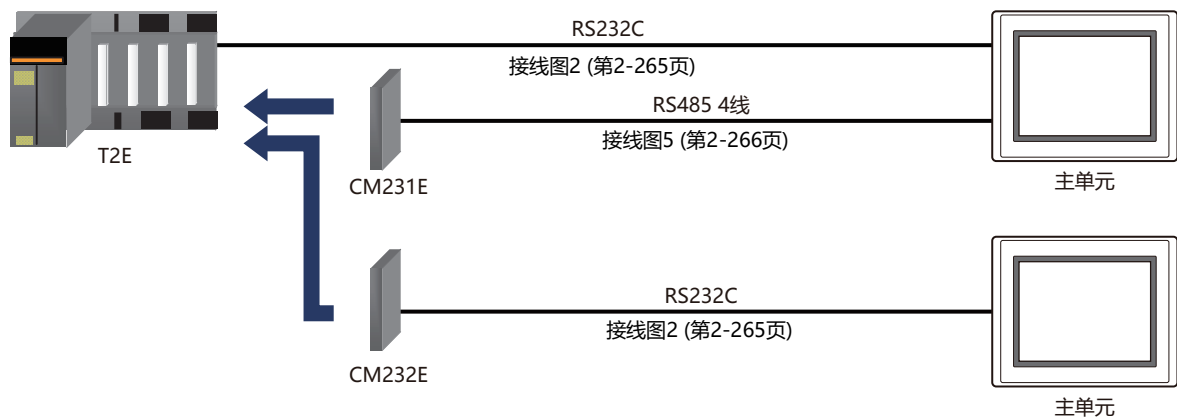 RS232C
接线图2 (第2-265页)
RS485 4线
接线图5 (第2-266页)
T2E
CM231E
主单元
RS232C
接线图2 (第2-265页)
CM232E
主单元